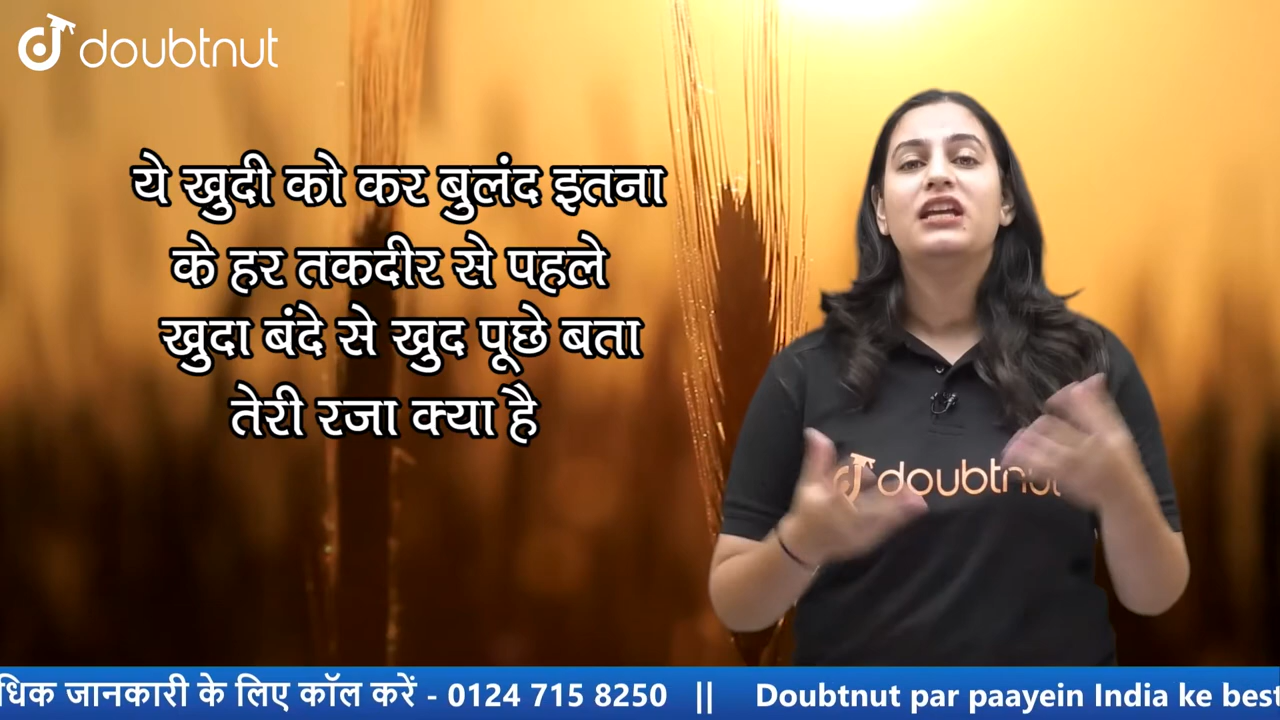 doubtnut
ये खुदी को कर बुलंद इतना
के हर तकदीर से पहले
खुदा बंदे से खुद पूछे बता
तेरी रजा क्या है
doubtnut
धिक जानकारी के लिए कॉल करें - 0124 715 8250 || Doubtnut par paayein India ke best